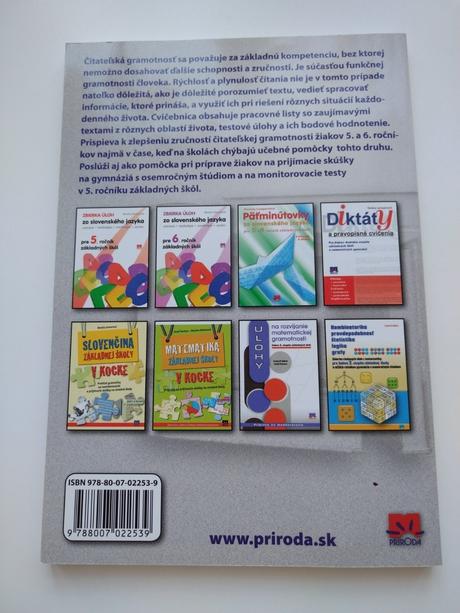 Čitateľská gramotnosť sa považuje za základnú kompetenciu, bez ktorej
nemožno dosahovať ďalšie schopnosti a zručnosti. Je súčasťou funkčnej
gramotnosti človeka. Rýchlosť a plynulosť čítania nie je v tomto prípade
natoľko dôležitá, ako je dôležité porozumieť textu, vedieť spracovať
informácie, ktoré prináša, a využiť ich pri riešení rôznych situácií každo-
denného života. Cvičebnica obsahuje pracovné listy so zaujímavými
textami z rôznych oblastí života, testové úlohy a ich bodové hodnotenie.
Prispieva k zlepšeniu zručností čitateľskej gramotnosti žiakov 5. a 6. roční-
kov najmä v čase, keď na školách chýbajú učebné pomôcky tohto druhu.
Poslúži aj ako pomôcka pri príprave žiakov na prijímacie skúšky
na gymnáziá s osemročným štúdiom a na monitorovacie testy
v 5. ročníku základných škôl.
ZBIERKA ÚLOH
zo slovenského jazyka
pre 5. ročník
základných škôl
ZBIERKA ÚLOH
zo slovenského jazyka
pre 6. ročník
základných škôl
Päťminútovky
zo slovenského jazyka
Diktáty
a pravopisné cvičenia
SLOVENČINA
ZÁKLADNEJ ŠKOLY
V KOCKE
MATEMATIKA
ZÁKLADNEJ ŠKOLY
V KOCKE
ÚLOHY
na rozvíjanie
matematickej
gramotnosti
Kombinatorika
pravdepodobnosť
štatistika
logika
grafy
ISBN 978-80-07-02253-9
9788007022539
www.priroda.sk
PRÍRODA